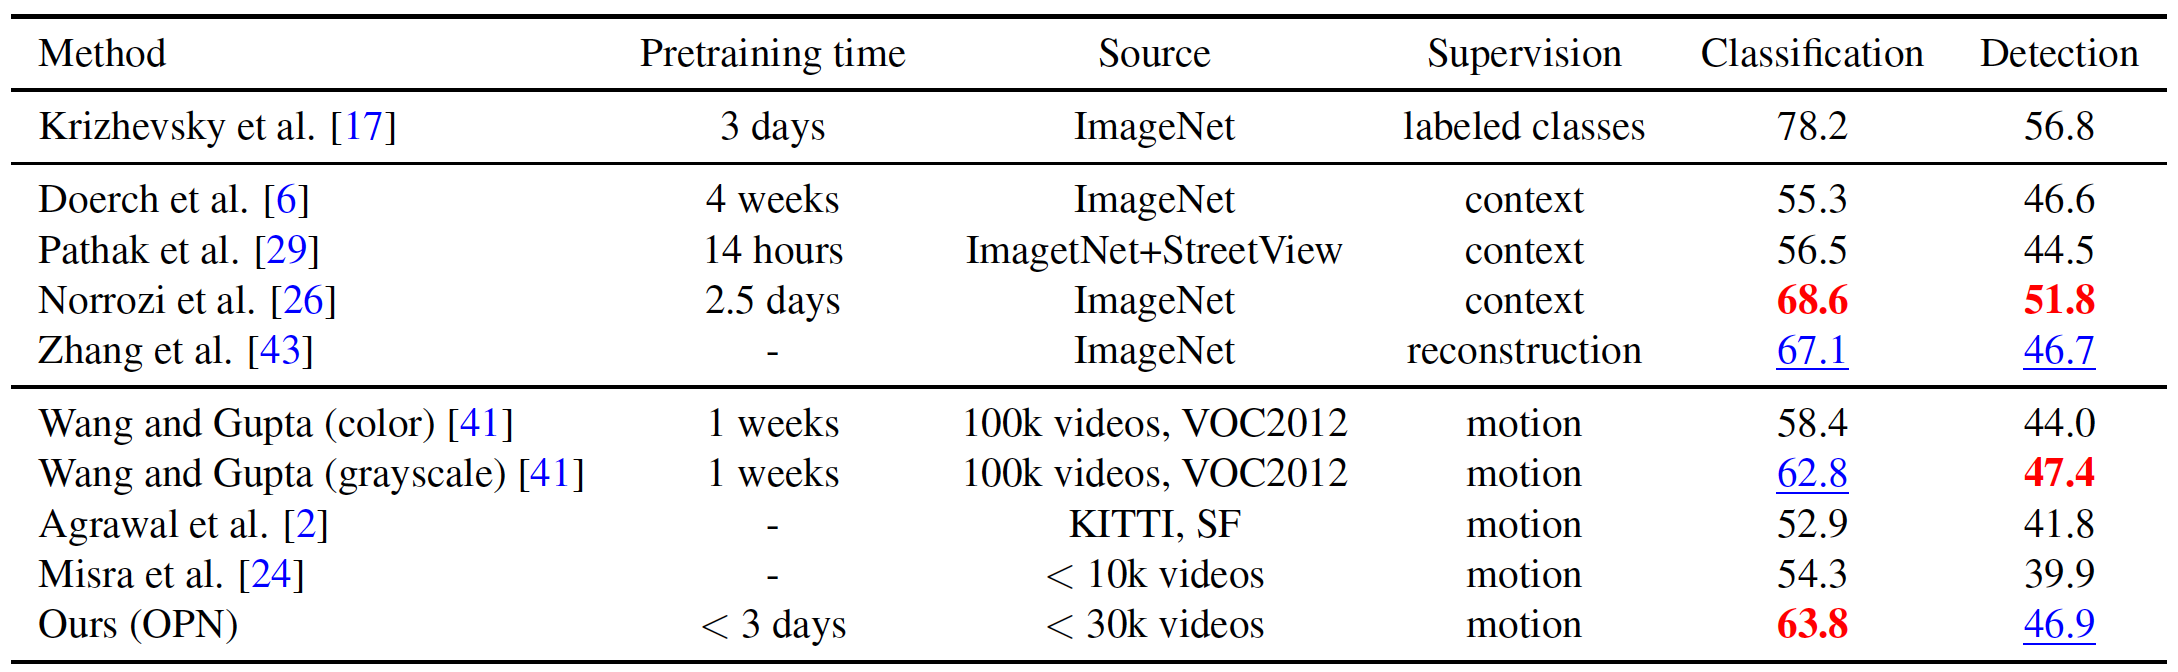 Method Pretraining time Source Supervision Classification Detection
Krizhevsky et al. [17] 3 days ImageNet labeled classes 78.2 56.8
Doerch et al. [6] 4 weeks ImageNet context 55.3 46.6
Pathak et al. [29] 14 hours ImagetNet+StreetView context 56.5 44.5
Norrozi et al. [26] 2.5 days ImageNet context 68.6 51.8
Zhang et al. [43] - ImageNet reconstruction 67.1 46.7
Wang and Gupta (color) [41] 1 weeks 100k videos, VOC2012 motion 58.4 44.0
Wang and Gupta (grayscale) [41] 1 weeks 100k videos, VOC2012 motion 62.8 47.4
Agrawal et al. [2] - KITTI, SF motion 52.9 41.8
Misra et al. [24] - < 10k videos motion 54.3 39.9
Ours (OPN) < 3 days < 30k videos motion 63.8 46.9